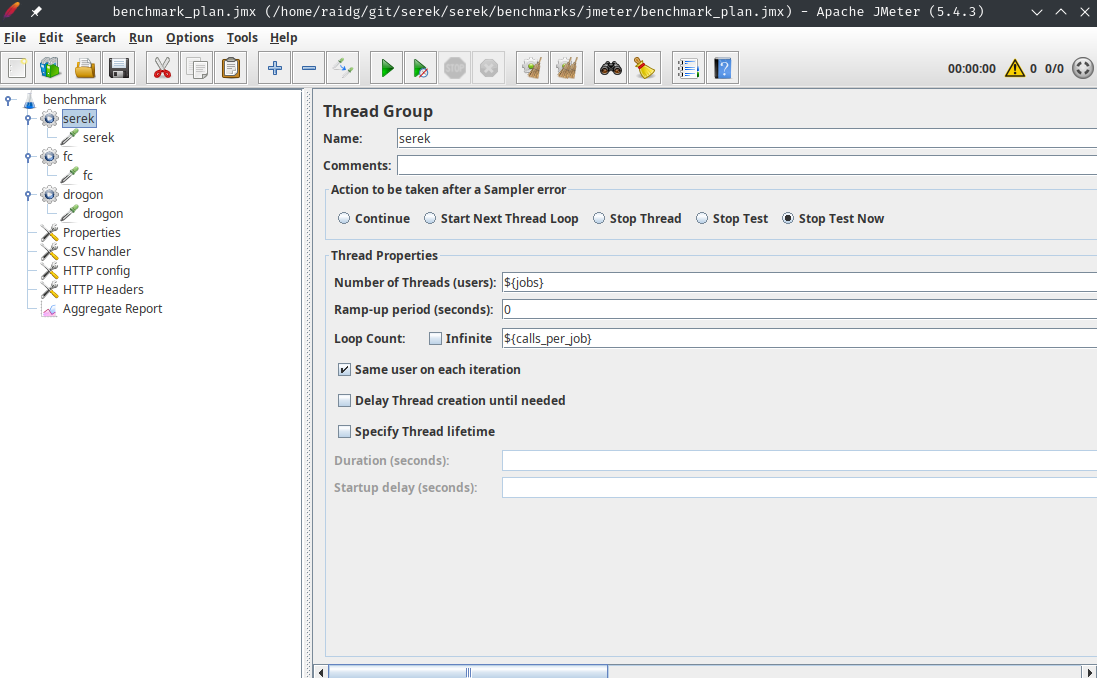 benchmark_plan.jmx (/home/raidg/git/serek/serek/benchmarks/jmeter/benchmark_plan.jmx) - Apache JMeter (5.4.3)
File Edit Search Run Options Tools Help
STOP 00:00:00 0 0/0
benchmark
serek
serek
fc
fc
drogon
drogon
Properties
CSV handler
HTTP config
HTTP Headers
Aggregate Report
Thread Group
Name: serek
Comments:
Action to be taken after a Sampler error
Continue Start Next Thread Loop Stop Thread Stop Test Stop Test Now
Thread Properties
Number of Threads (users): ${jobs}
Ramp-up period (seconds): 0
Loop Count: Infinite ${calls_per_job}
Same user on each iteration
Delay Thread creation until needed
Specify Thread lifetime
Duration (seconds):
Startup delay (seconds):